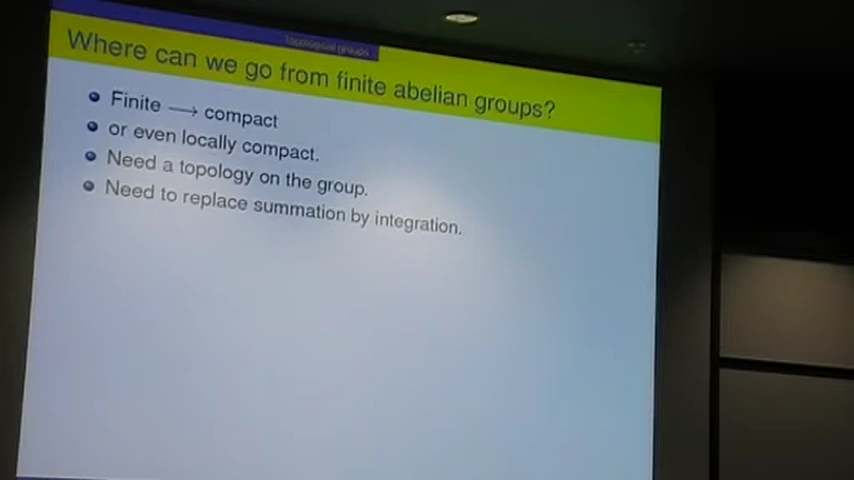 Topological groups
Where can we go from finite abelian groups?
Finite ⟶ compact
or even locally compact.
Need a topology on the group.
Need to replace summation by integration.